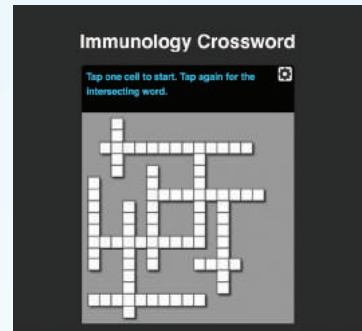 Immunology Crossword
Tap one cell to start. Tap again for the
intersecting word.